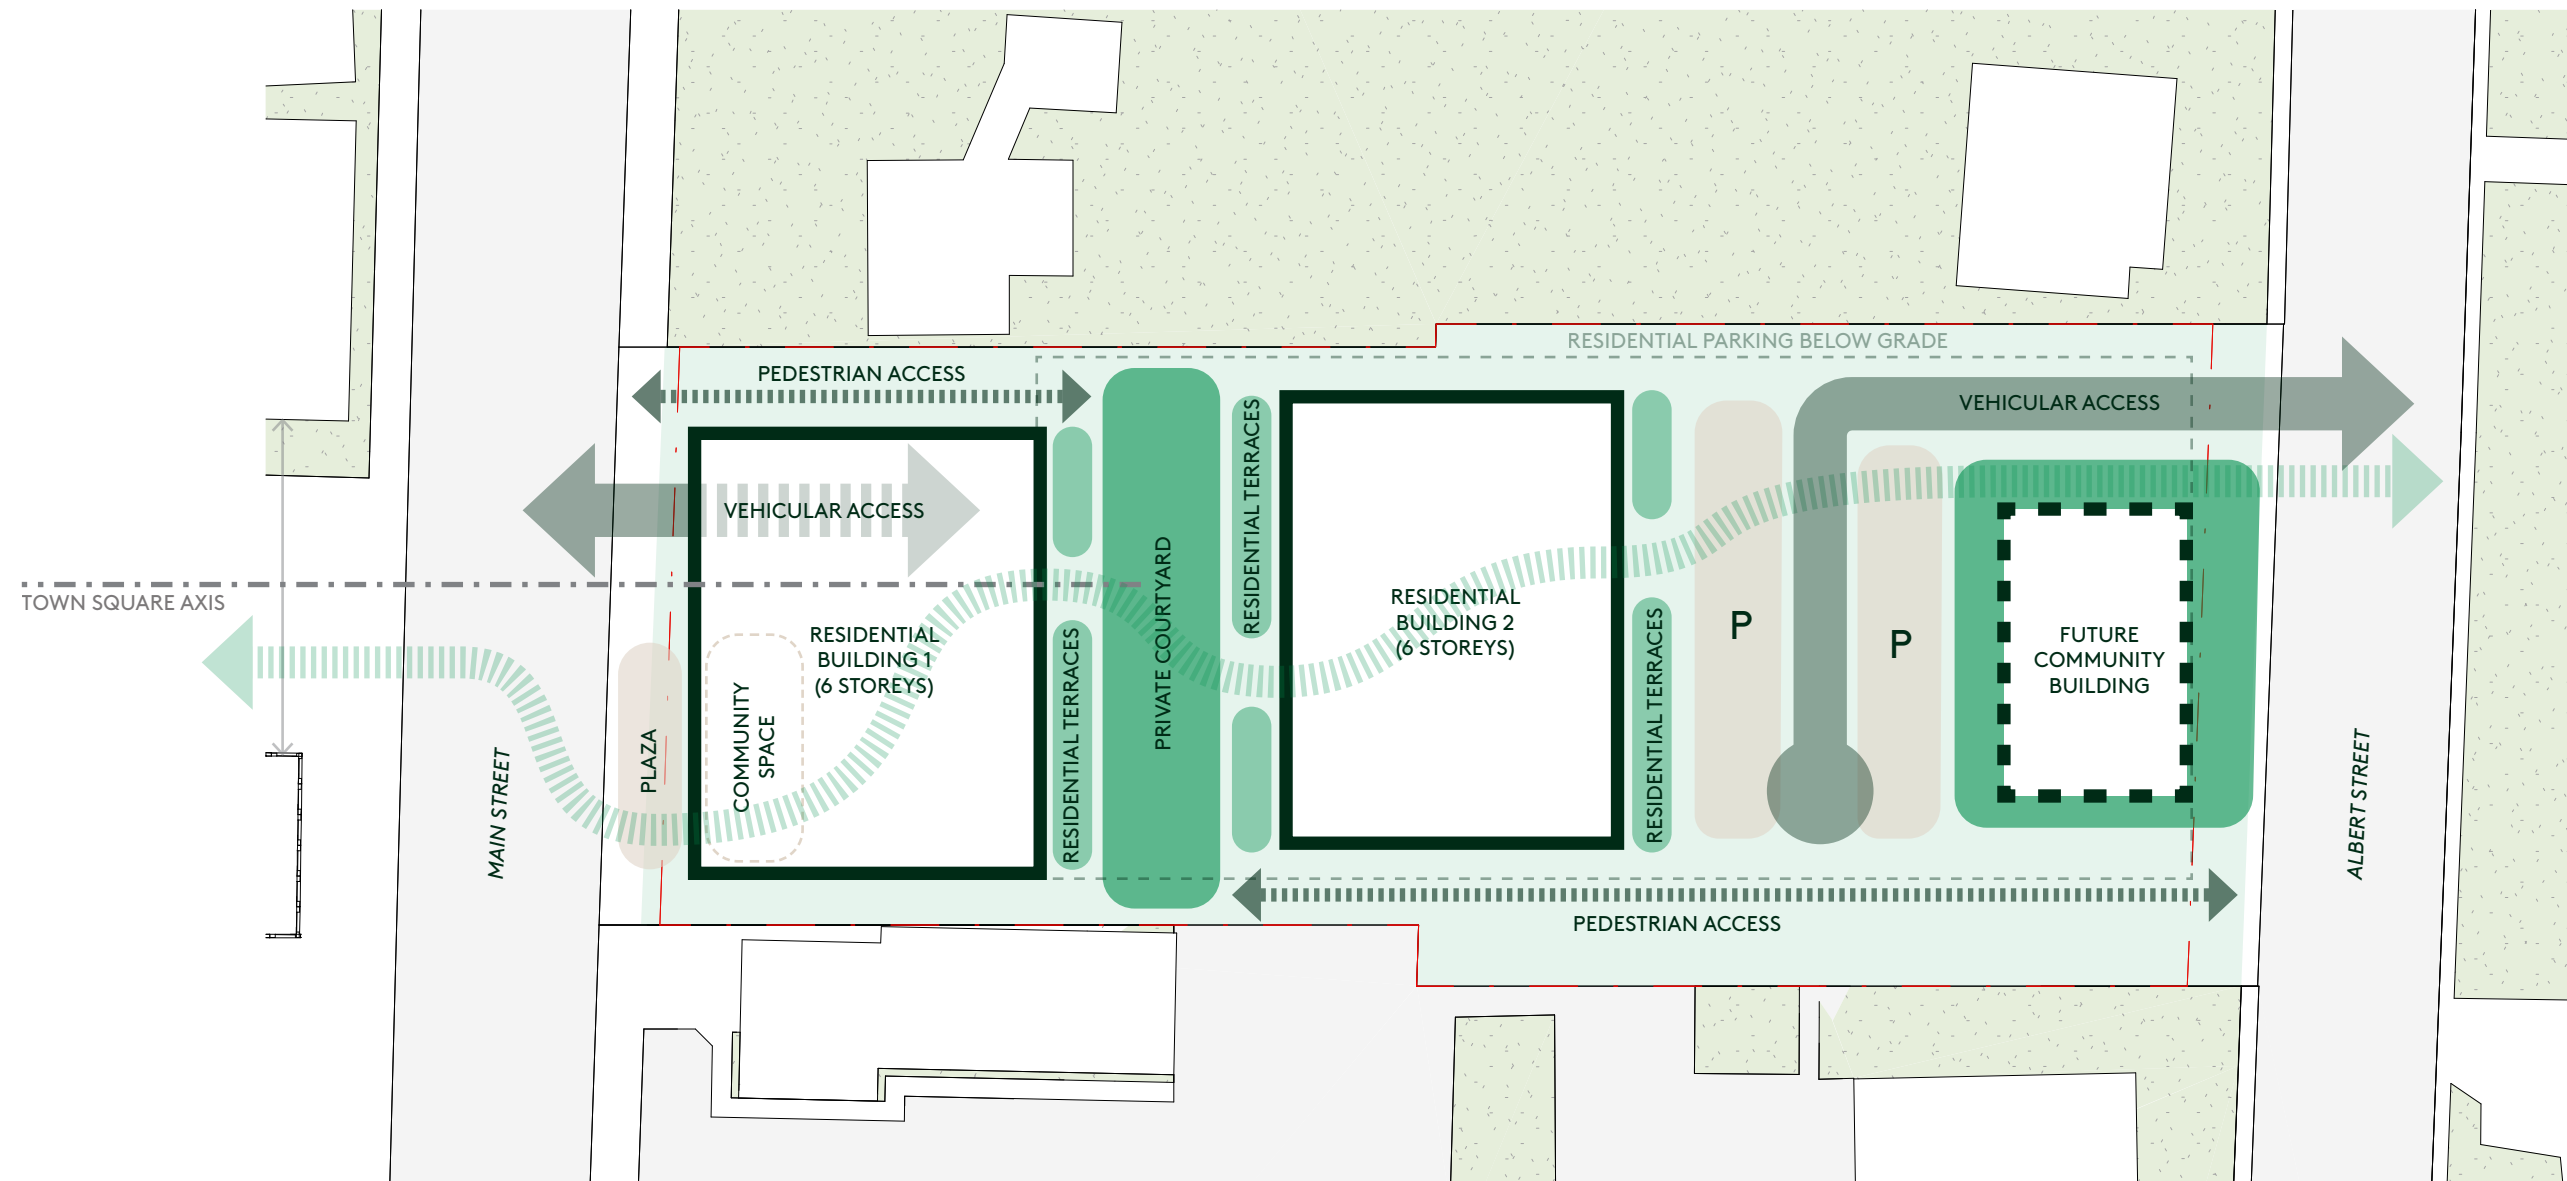 RESIDENTIAL PARKING BELOW GRADE
PEDESTRIAN ACCESS
VEHICULAR ACCESS
VEHICULAR ACCESS
TOWN SQUARE AXIS
RESIDENTIAL
BUILDING 1
(6 STOREYS)
COMMUNITY
SPACE
PLAZA
MAIN STREET
RESIDENTIAL TERRACES
PRIVATE COURTYARD
RESIDENTIAL TERRACES
RESIDENTIAL
BUILDING 2
(6 STOREYS)
RESIDENTIAL TERRACES
P
P
FUTURE
COMMUNITY
BUILDING
ALBERT STREET
PEDESTRIAN ACCESS